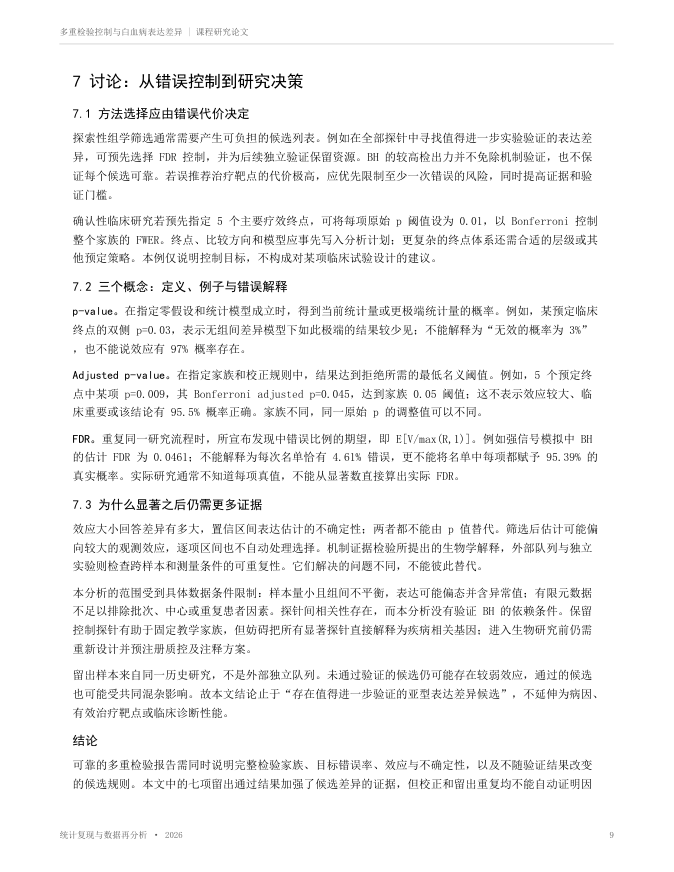 多重检验控制与白血病表达差异 | 课程研究论文
7 讨论：从错误控制到研究决策
7.1 方法选择应由错误代价决定
探索性组学筛选通常需要产生可负担的候选列表。例如在全部探针中寻找值得进一步实验验证的表达差
异，可预先选择 FDR 控制，并为后续独立验证保留资源。BH 的较高检出力并不免除机制验证，也不保
证每个候选可靠。若误推荐治疗靶点的代价极高，应优先限制至少一次错误的风险，同时提高证据和验
证门槛。
确认性临床研究若预先指定 5 个主要疗效终点，可将每项原始 p 阈值设为 0.01，以 Bonferroni 控制
整个家族的 FWER。终点、比较方向和模型应事先写入分析计划；更复杂的终点体系还需合适的层级或其
他预定策略。本例仅说明控制目标，不构成对某项临床试验设计的建议。
7.2 三个概念：定义、例子与错误解释
p-value。在指定零假设和统计模型成立时，得到当前统计量或更极端统计量的概率。例如，某预定临床
终点的双侧 p=0.03，表示无组间差异模型下如此极端的结果较少见；不能解释为“无效的概率为 3%”
，也不能说效应有 97% 概率存在。
Adjusted p-value。在指定家族和校正规则中，结果达到拒绝所需的最低名义阈值。例如，5 个预定终
点中某项 p=0.009，其 Bonferroni adjusted p=0.045，达到家族 0.05 阈值；这不表示效应较大、临
床重要或该结论有 95.5% 概率正确。家族不同，同一原始 p 的调整值可以不同。
FDR。重复同一研究流程时，所宣布发现中错误比例的期望，即 E[V/max(R,1)]。例如强信号模拟中 BH
的估计 FDR 为 0.0461；不能解释为每次名单恰有 4.61% 错误，更不能将名单中每项都赋予 95.39% 的
真实概率。实际研究通常不知道每项真值，不能从显著数直接算出实际 FDR。
7.3 为什么显著之后仍需更多证据
效应大小回答差异有多大，置信区间表达估计的不确定性；两者都不能由 p 值替代。筛选后估计可能偏
向较大的观测效应，逐项区间也不自动处理选择。机制证据检验所提出的生物学解释，外部队列与独立
实验则检查跨样本和测量条件的可重复性。它们解决的问题不同，不能彼此替代。
本分析的范围受到具体数据条件限制：样本量小且组间不平衡，表达可能偏态并含异常值；有限元数据
不足以排除批次、中心或重复患者因素。探针间相关性存在，而本分析没有验证 BH 的依赖条件。保留
控制探针有助于固定教学家族，但妨碍把所有显著探针直接解释为疾病相关基因；进入生物研究前仍需
重新设计并预注册质控及注释方案。
留出样本来自同一历史研究，不是外部独立队列。未通过验证的候选仍可能存在较弱效应，通过的候选
也可能受共同混杂影响。故本文结论止于“存在值得进一步验证的亚型表达差异候选”，不延伸为病因、
有效治疗靶点或临床诊断性能。
结论
可靠的多重检验报告需同时说明完整检验家族、目标错误率、效应与不确定性，以及不随验证结果改变
的候选规则。本文中的七项留出通过结果加强了候选差异的证据，但校正和留出重复均不能自动证明因
统计复现与数据再分析 • 2026
9